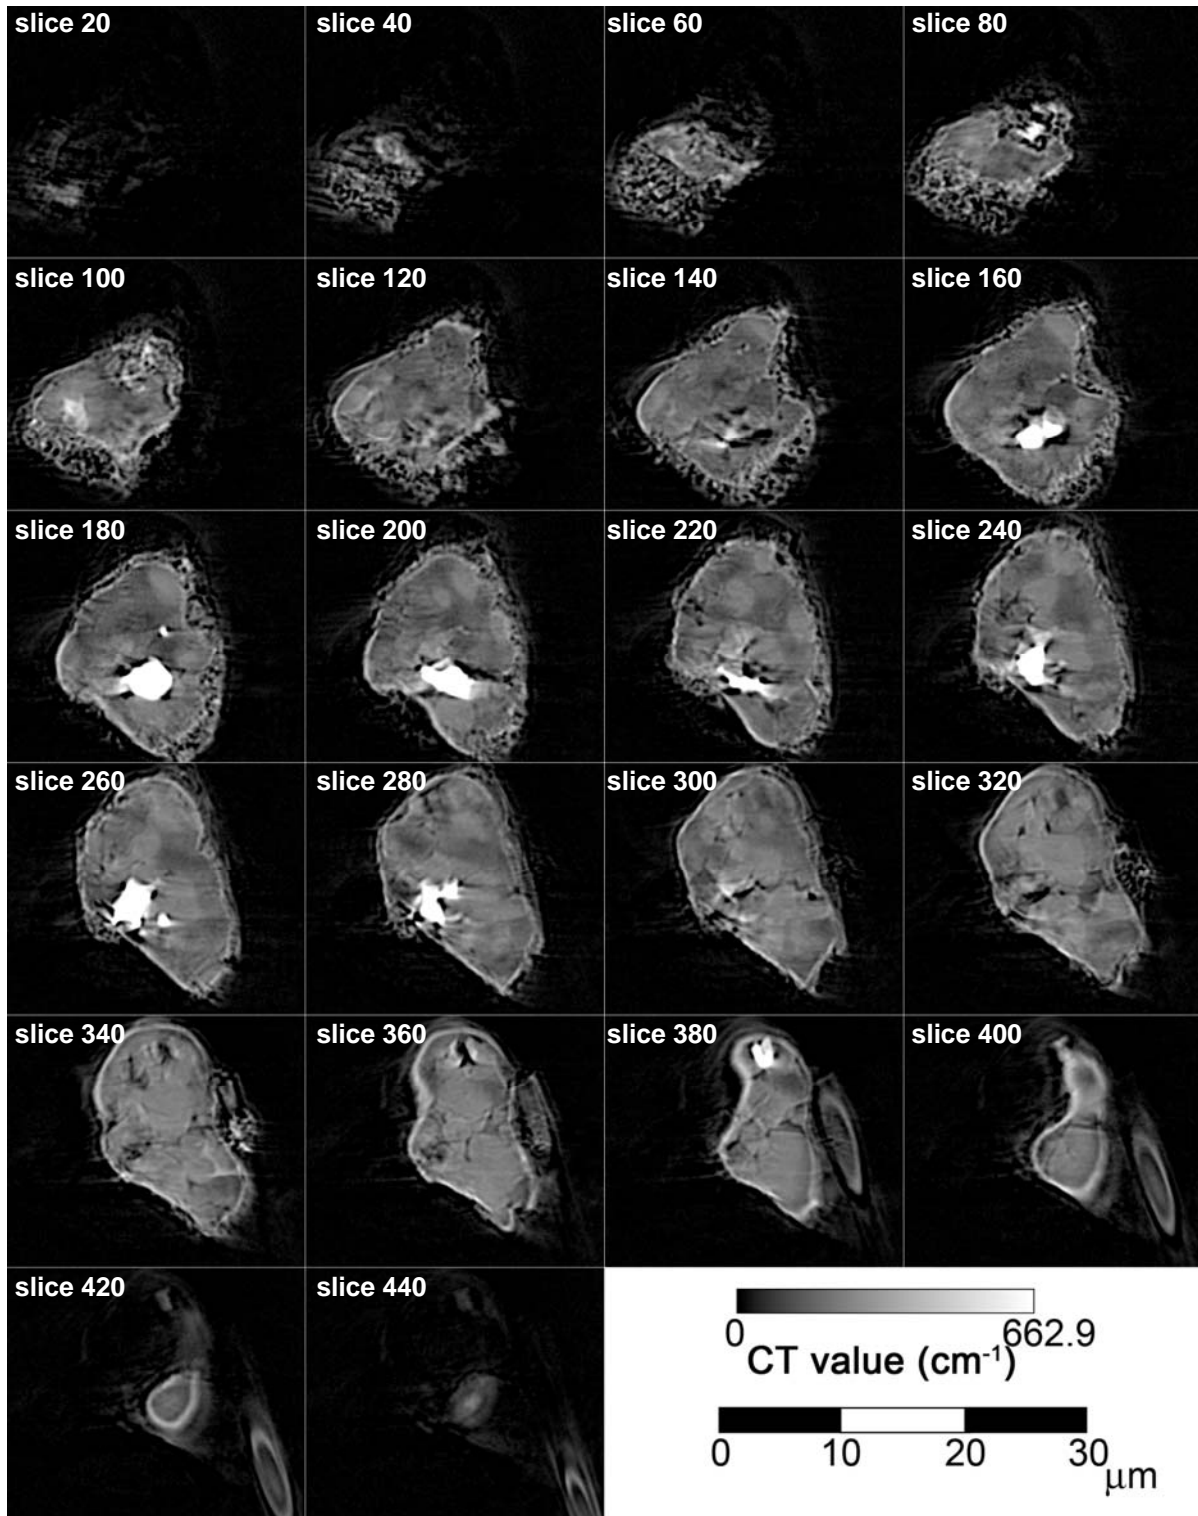 slice 20 slice 40 slice 60 slice 80
slice 100 slice 120 slice 140 slice 160
slice 180 slice 200 slice 220 slice 240
slice 260 slice 280 slice 300 slice 320
slice 340 slice 360 slice 380 slice 400
slice 420 slice 440
0 662.9
CT value (cm⁻¹)
0 10 20 30
μm